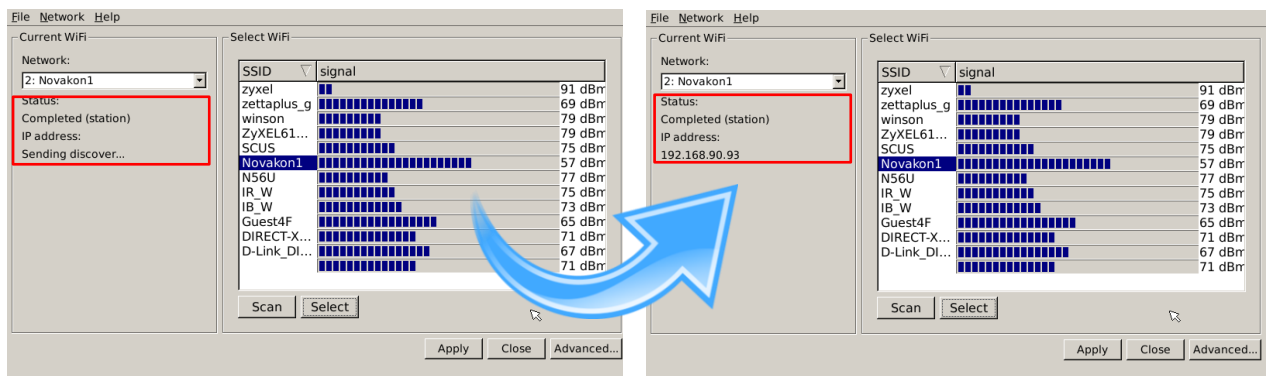 File Network Help
Current WiFi
Network:
2: Novakon1
Status:
Completed (station)
IP address:
Sending discover...
Select WiFi
SSID signal
zyxel 91 dBm
zettaplus_g 69 dBm
winson 79 dBm
ZyXEL61... 79 dBm
SCUS 75 dBm
Novakon1 57 dBm
N56U 77 dBm
IR_W 75 dBm
IB_W 73 dBm
Guest4F 65 dBm
DIRECT-X... 71 dBm
D-Link_DI... 67 dBm
71 dBm
Scan Select
Apply Close Advanced...
File Network Help
Current WiFi
Network:
2: Novakon1
Status:
Completed (station)
IP address:
192.168.90.93
Select WiFi
SSID signal
zyxel 91 dBm
zettaplus_g 69 dBm
winson 79 dBm
ZyXEL61... 79 dBm
SCUS 75 dBm
Novakon1 57 dBm
N56U 77 dBm
IR_W 75 dBm
IB_W 73 dBm
Guest4F 65 dBm
DIRECT-X... 71 dBm
D-Link_DI... 67 dBm
71 dBm
Scan Select
Apply Close Advanced...